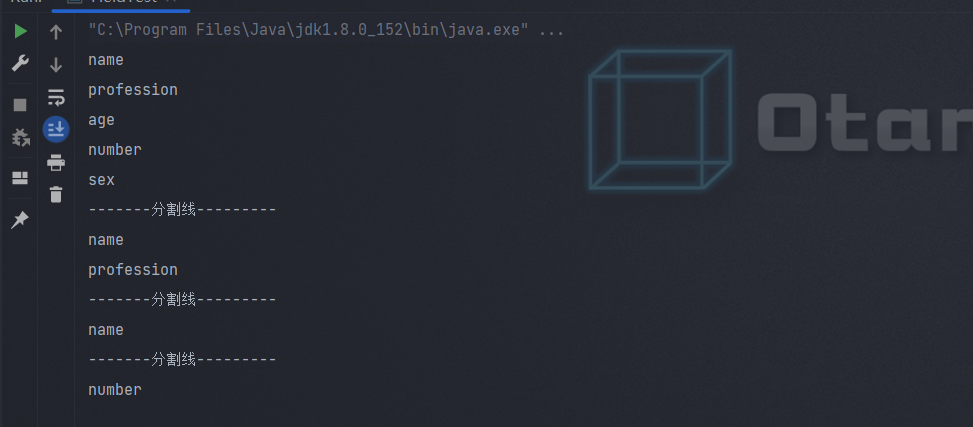 "C:\Program Files\Java\jdk1.8.0_152\bin\java.exe" ...
name
profession
age
number
sex
-------分割线---------
name
profession
-------分割线---------
name
-------分割线---------
number
Otar